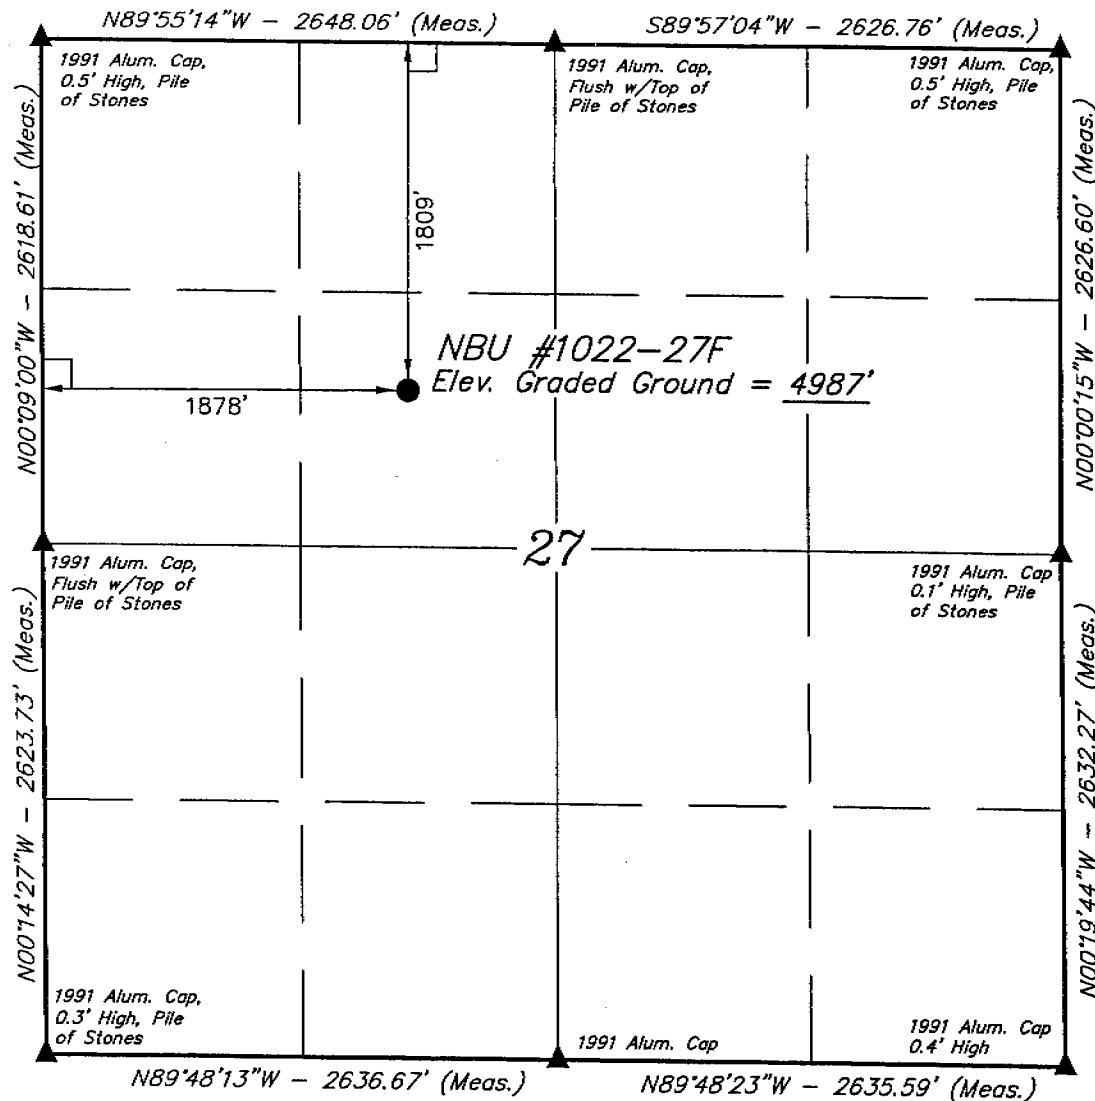 N89°55'14"W – 2648.06' (Meas.)
S89°57'04"W – 2626.76' (Meas.)
1991 Alum. Cap,
0.5' High, Pile
of Stones
1991 Alum. Cap,
Flush w/Top of
Pile of Stones
1991 Alum. Cap,
0.5' High, Pile
of Stones
N00°09'00"W – 2618.61' (Meas.)
1809'
N00°00'15"W – 2626.60' (Meas.)
NBU #1022–27F
Elev. Graded Ground = 4987'
1878'
27
1991 Alum. Cap,
Flush w/Top of
Pile of Stones
1991 Alum. Cap
0.1' High, Pile
of Stones
N00°14'27"W – 2623.73' (Meas.)
N00°19'44"W – 2632.27' (Meas.)
1991 Alum. Cap,
0.3' High, Pile
of Stones
1991 Alum. Cap
1991 Alum. Cap
0.4' High
N89°48'13"W – 2636.67' (Meas.)
N89°48'23"W – 2635.59' (Meas.)